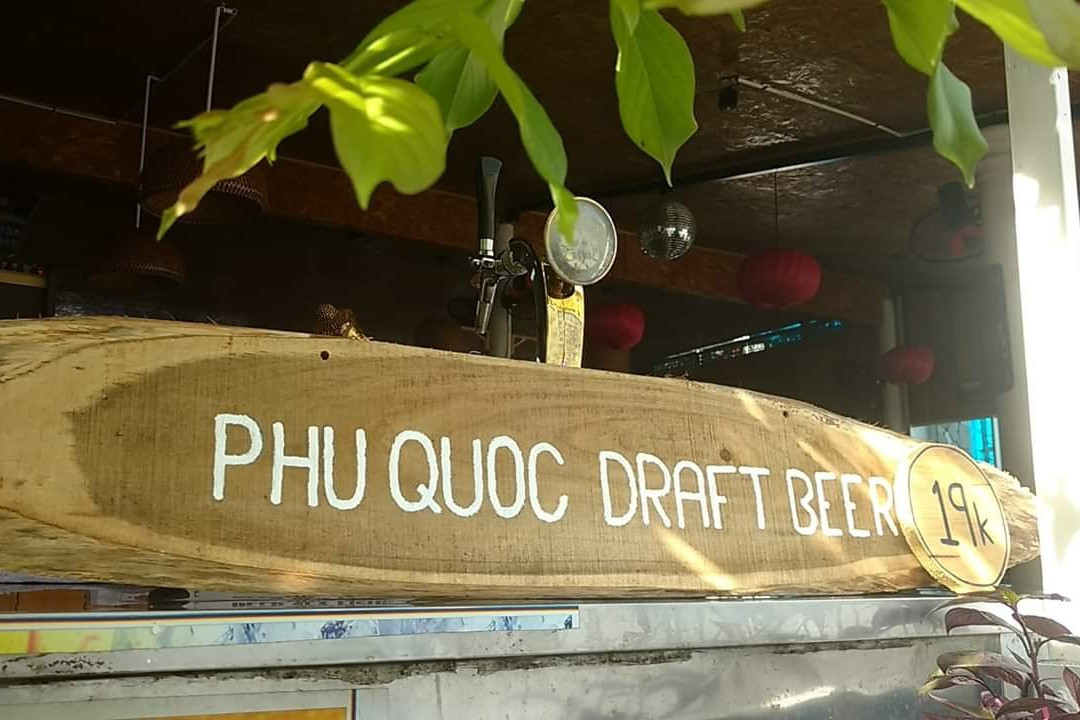 PHU QUOC DRAFT BEER
19k